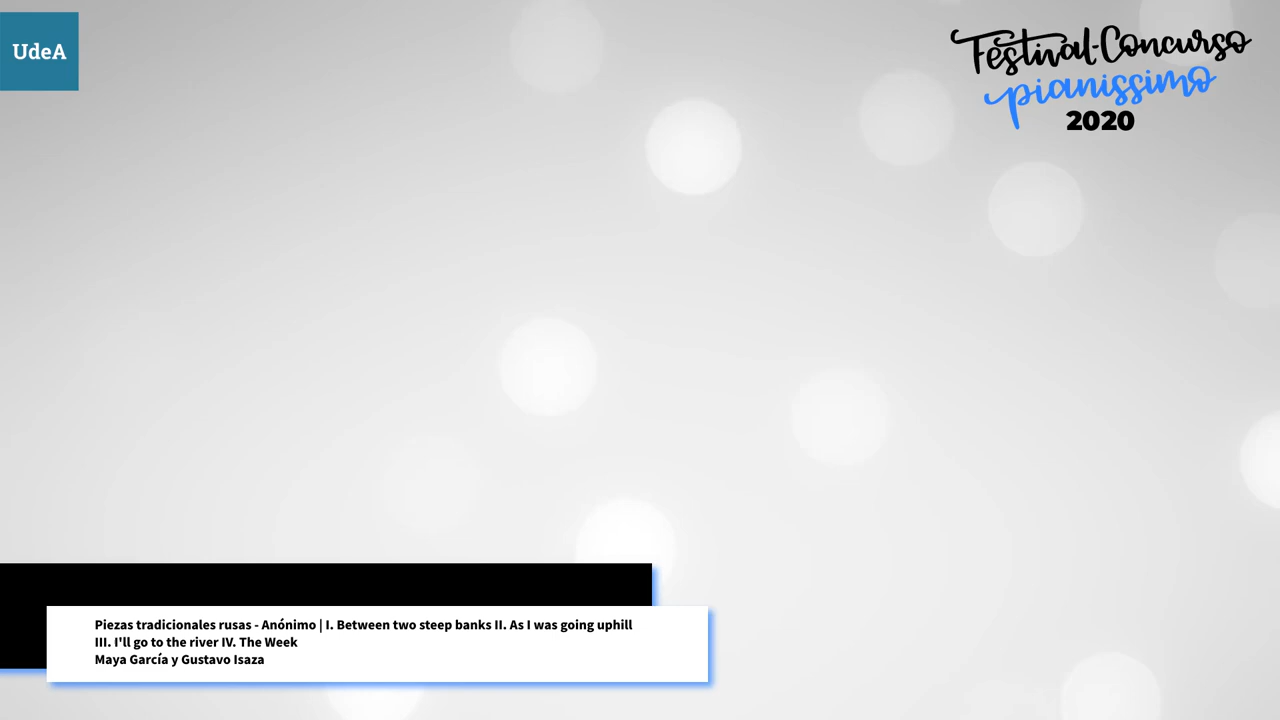 UdeA
Festival-Concurso
pianissimo
2020
Piezas tradicionales rusas - Anónimo | I. Between two steep banks II. As I was going uphill
III. I'll go to the river IV. The Week
Maya García y Gustavo Isaza